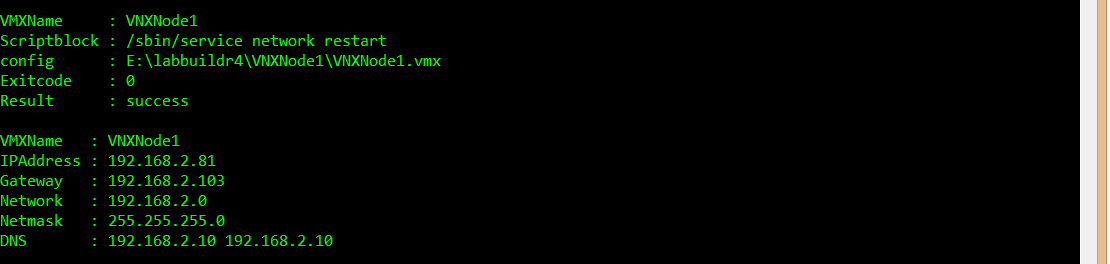 VMXName     : VNXNode1
Scriptblock : /sbin/service network restart
config      : E:\labbuildr4\VNXNode1\VNXNode1.vmx
Exitcode    : 0
Result      : success

VMXName   : VNXNode1
IPAddress : 192.168.2.81
Gateway   : 192.168.2.103
Network   : 192.168.2.0
Netmask   : 255.255.255.0
DNS       : 192.168.2.10 192.168.2.10